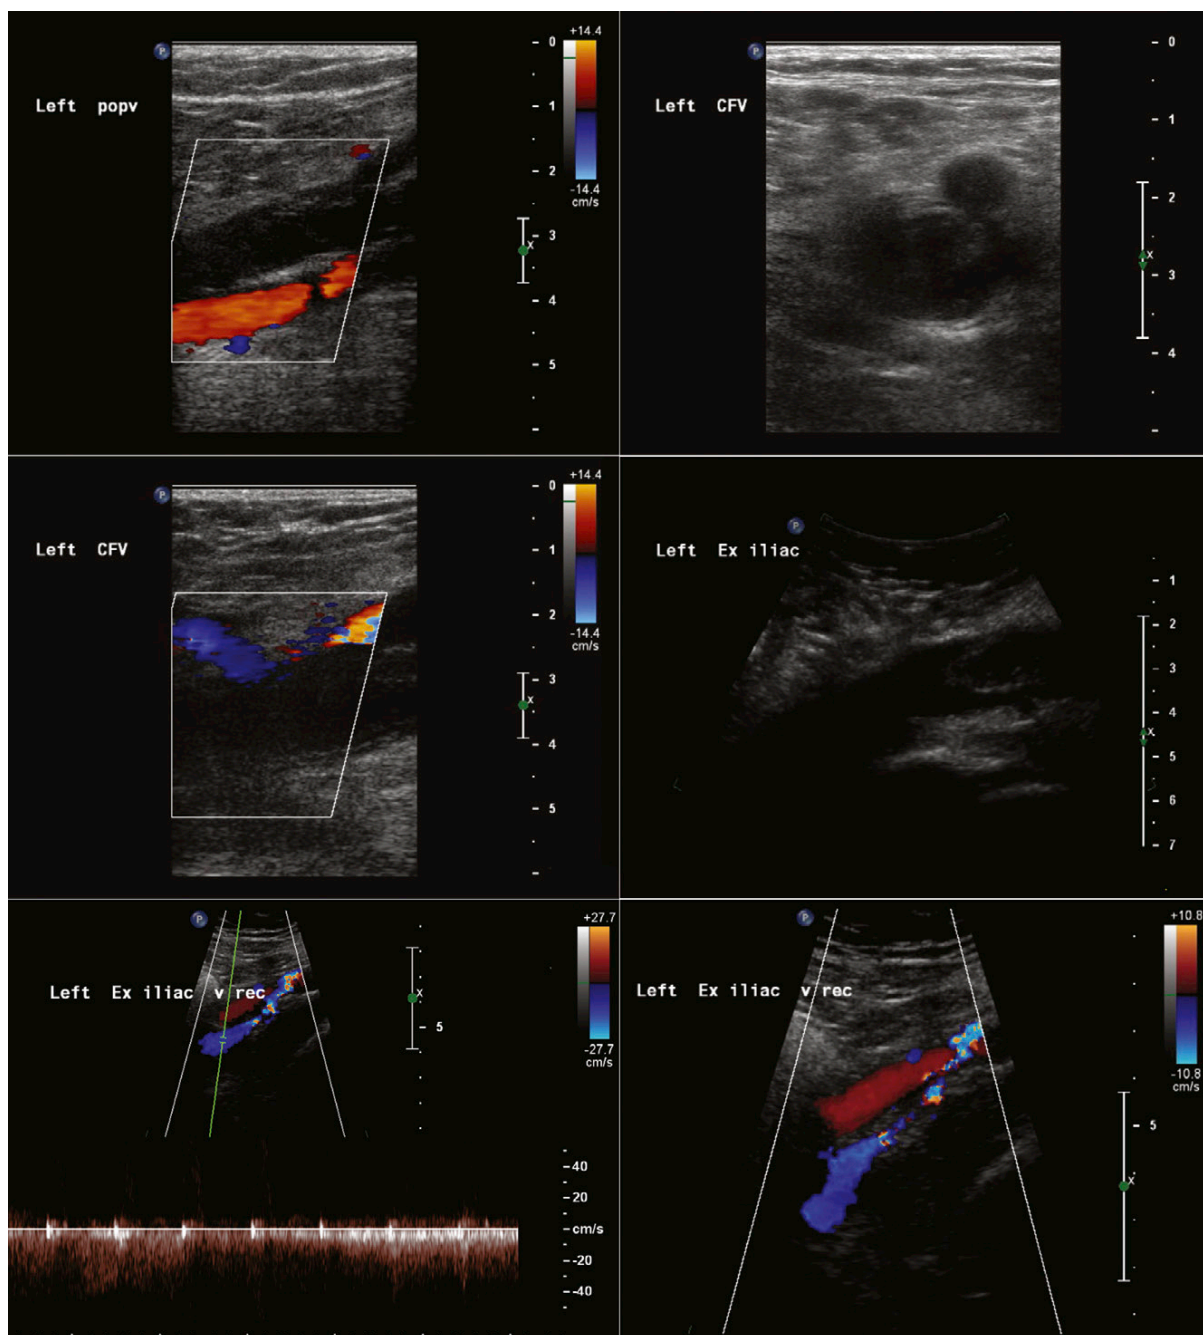 P
Left popv
+14.4
-14.4
cm/s
0
1
2
3
4
5
x
P
Left CFV
0
1
2
3
4
x
P
Left CFV
+14.4
-14.4
cm/s
0
1
2
3
4
5
x
P
Left Ex iliac
1
2
3
4
5
6
7
x
P
Left Ex iliac v rec
+27.7
-27.7
cm/s
x
5
-40
-20
-cm/s
--20
--40
P
Left Ex iliac v rec
+10.8
-10.8
cm/s
5
x